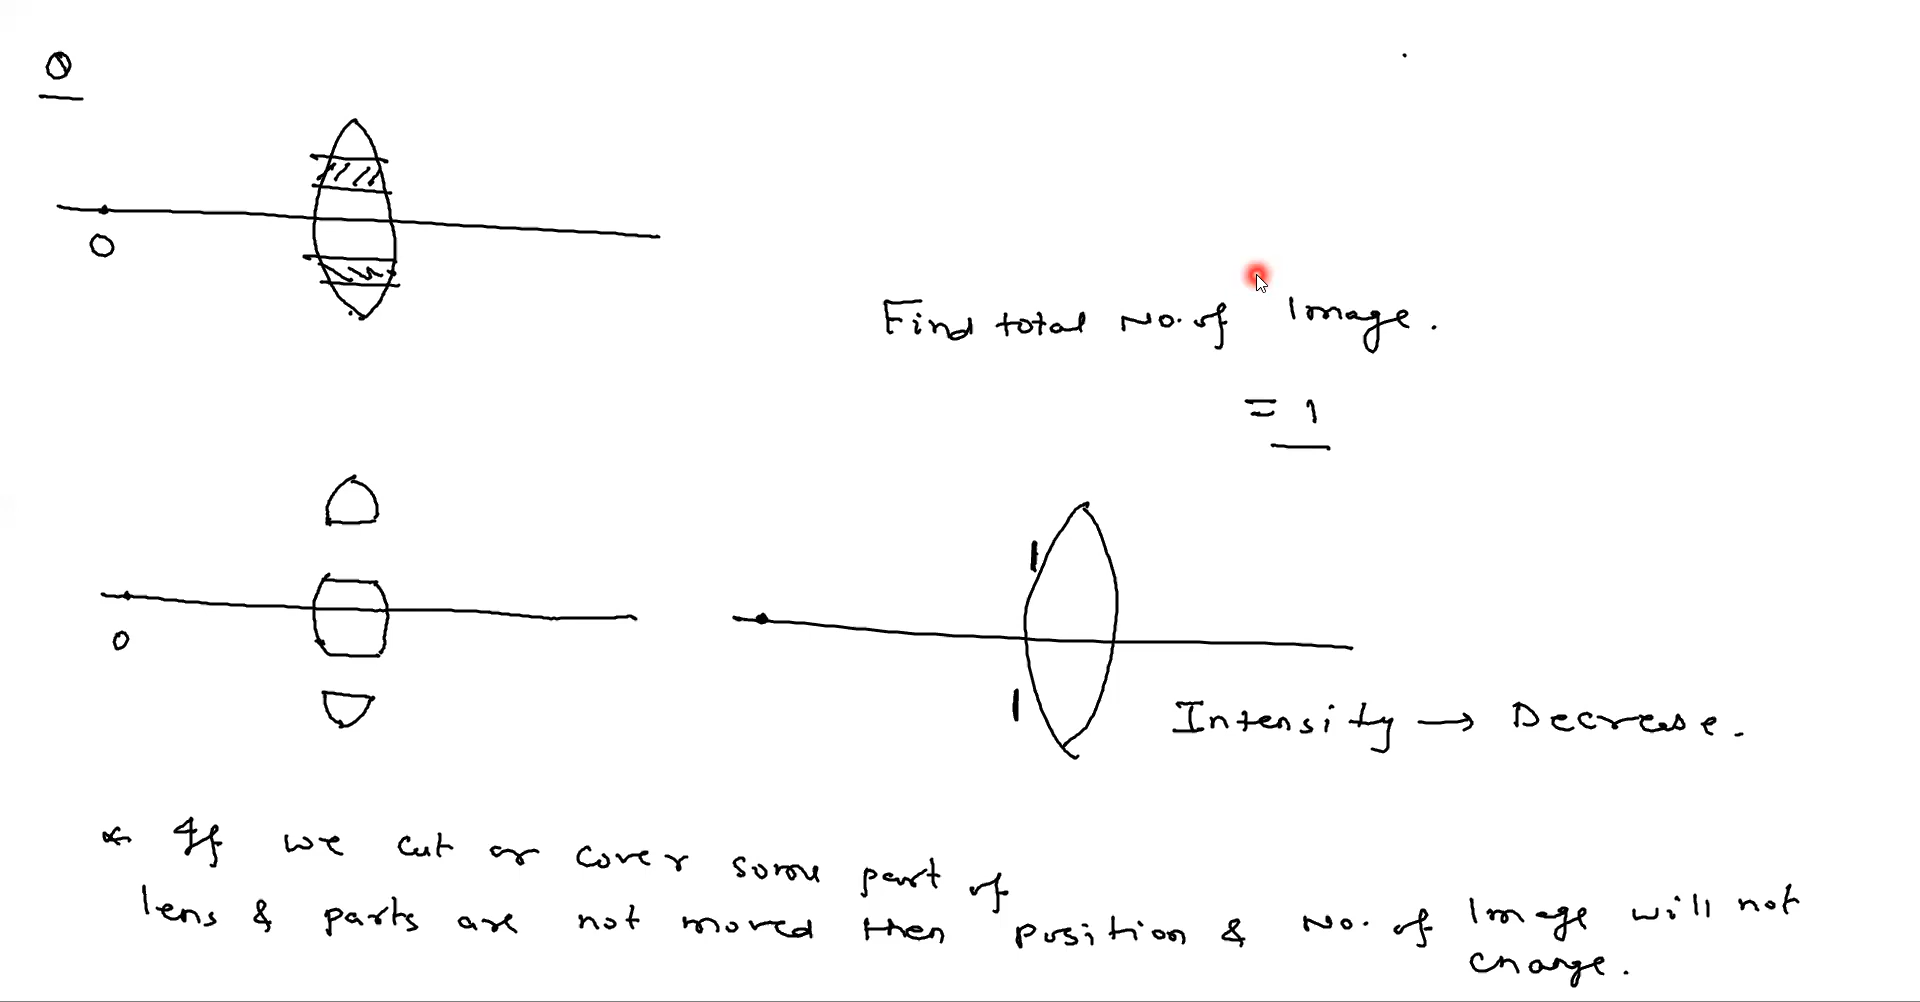 Q
O
Find total No. of Image.
= 1
O
Intensity → Decrease.
* If we cut or cover some part of
lens & parts are not moved then position & No. of Image will not
change.